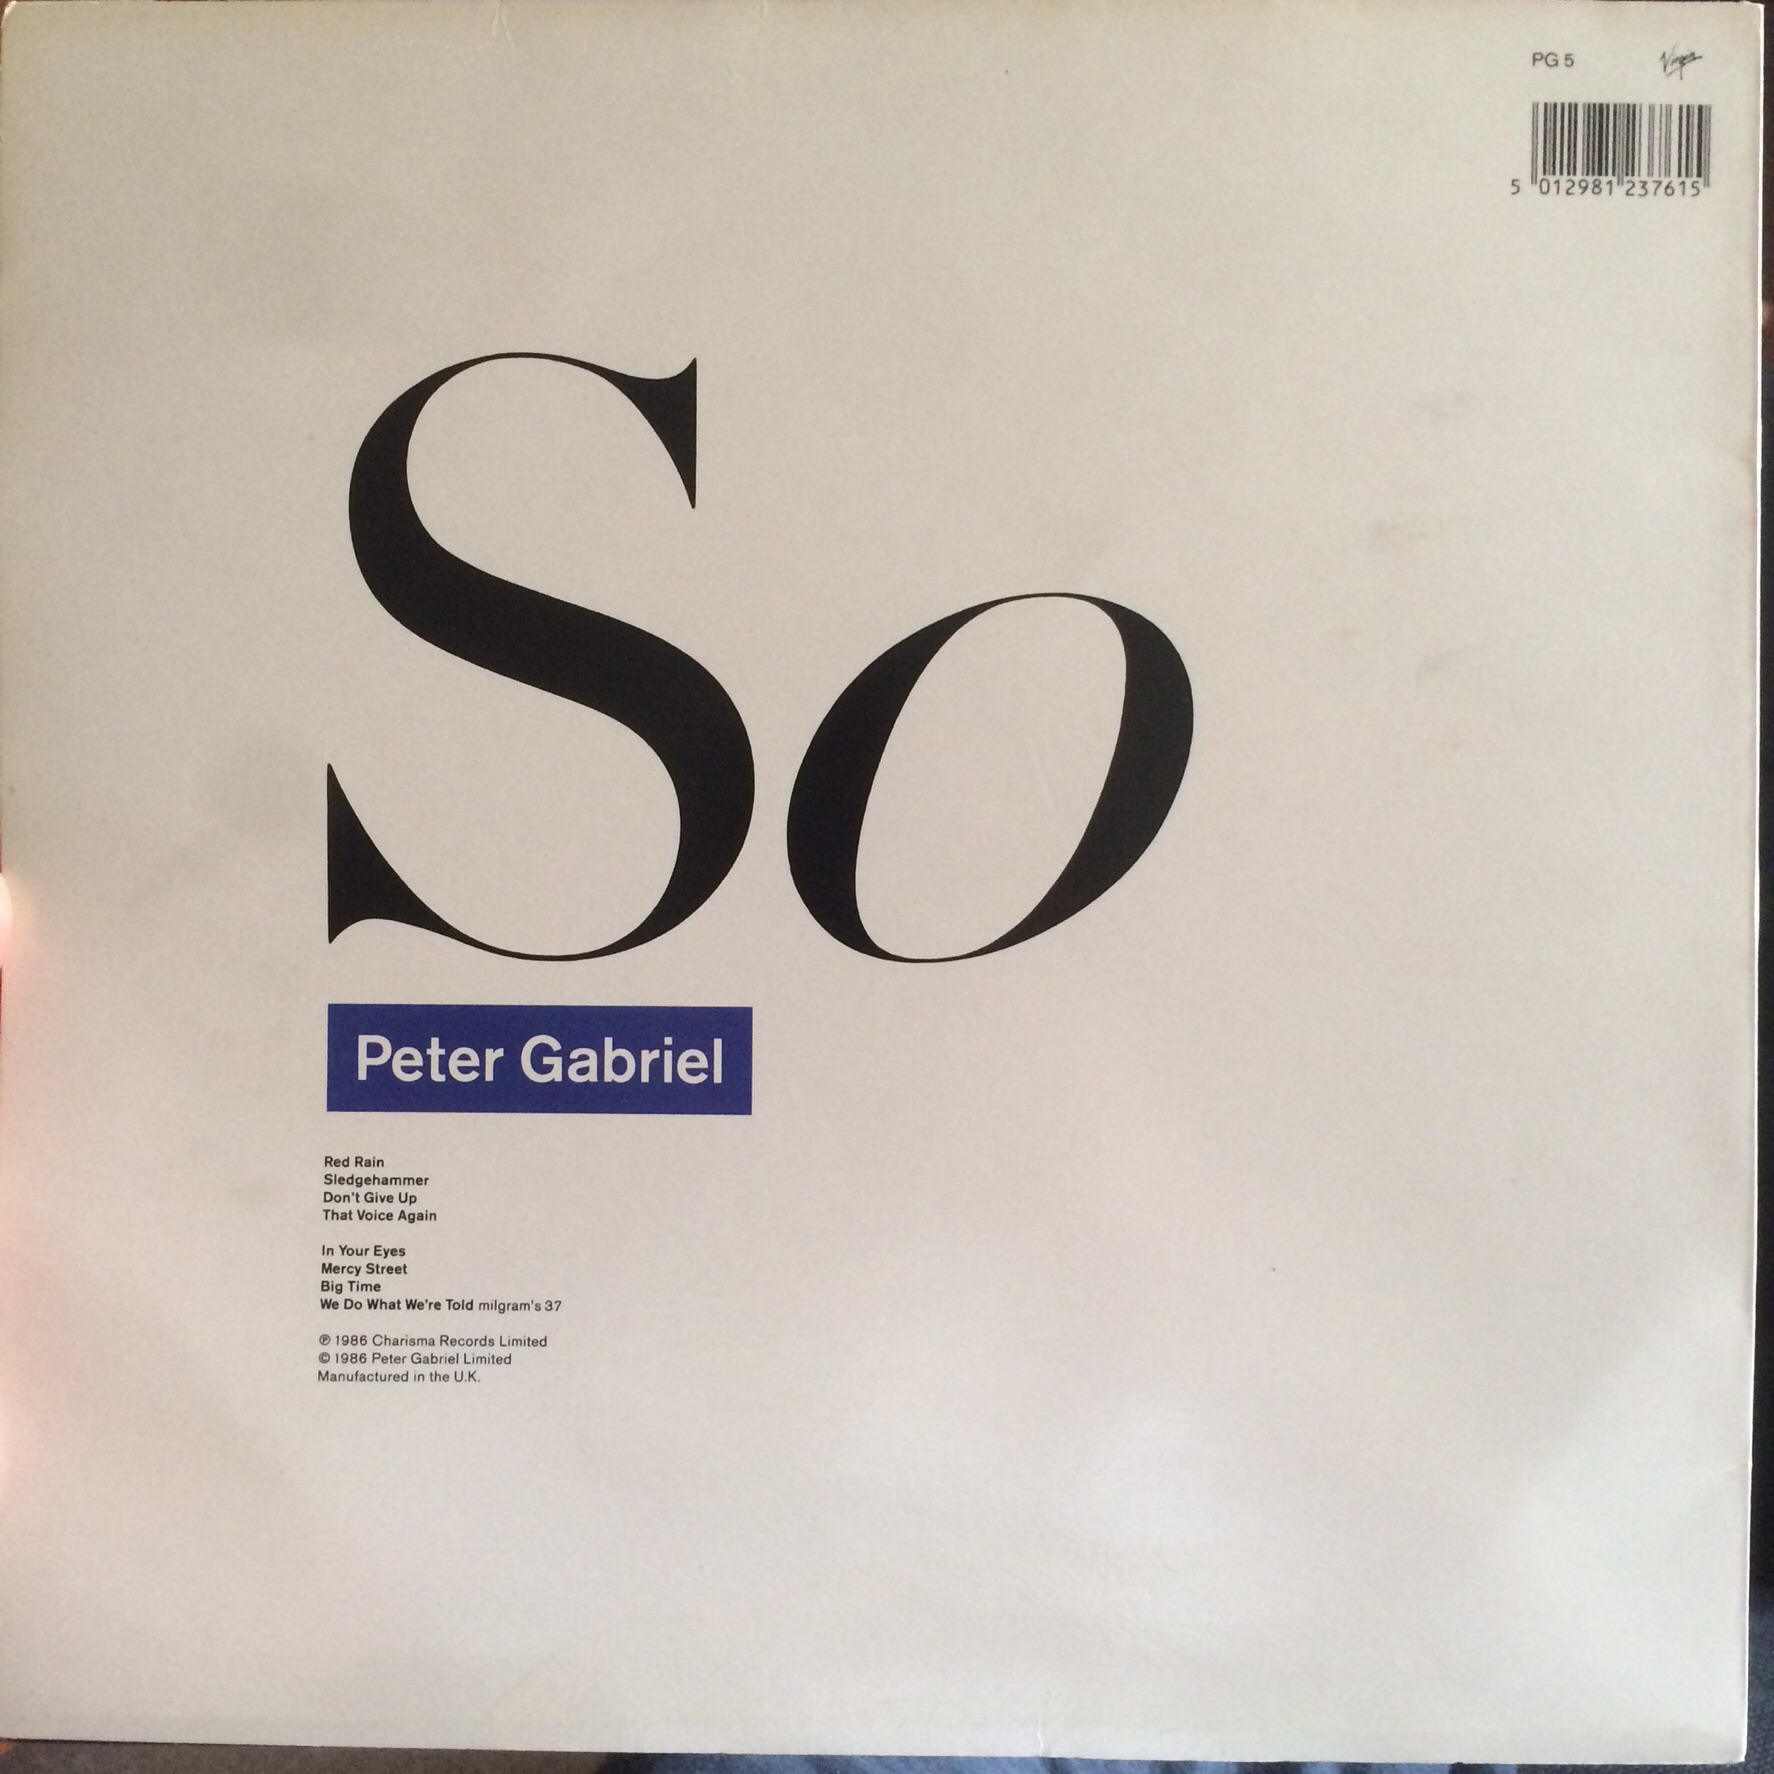 PG 5 Virgin
5 012981 237615
So
Peter Gabriel
Red Rain
Sledgehammer
Don't Give Up
That Voice Again
In Your Eyes
Mercy Street
Big Time
We Do What We're Told milgram's 37
℗ 1986 Charisma Records Limited
© 1986 Peter Gabriel Limited
Manufactured in the U.K.